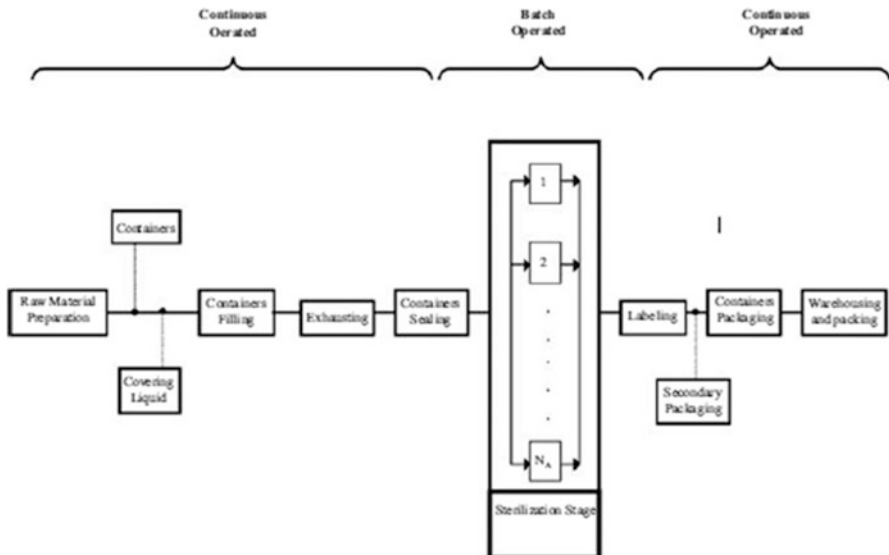 Continuous
Oerated
Batch
Operated
Continuous
Operated
Containers
Raw Material
Preparation
Covering
Liquid
Containers
Filling
Exhausting
Containers
Sealing
1
2
N_A
Sterilization Stage
Labeling
Secondary
Packaging
Containers
Packaging
Warehousing
and packing